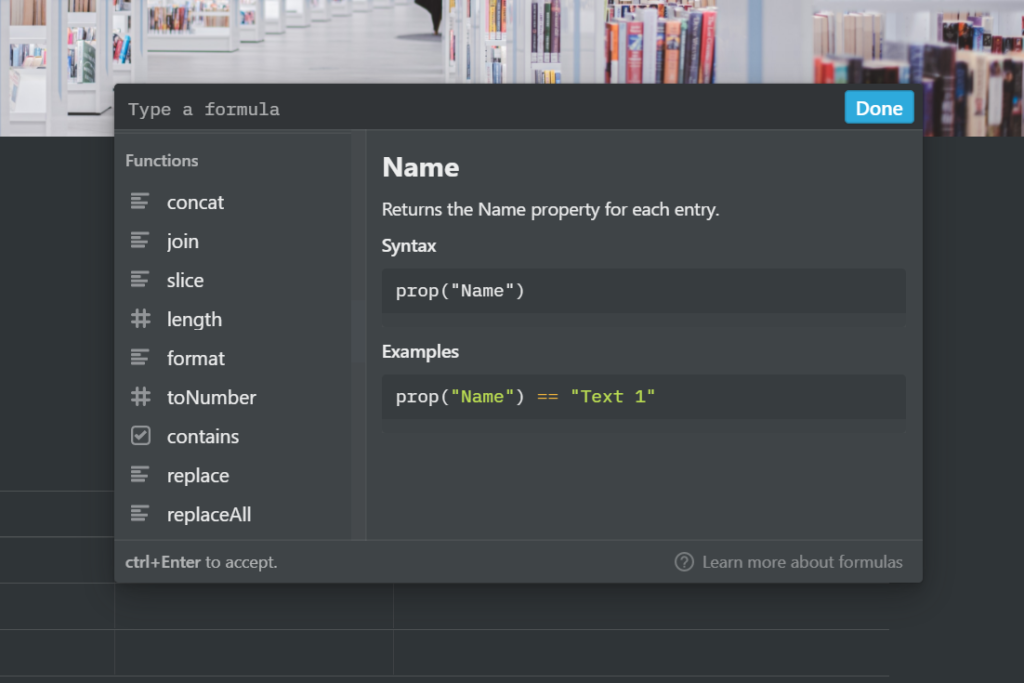 Type a formula
Done
Functions
concat
join
slice
length
format
toNumber
contains
replace
replaceAll
Name
Returns the Name property for each entry.
Syntax
prop("Name")
Examples
prop("Name") == "Text 1"
ctrl+Enter to accept.
Learn more about formulas